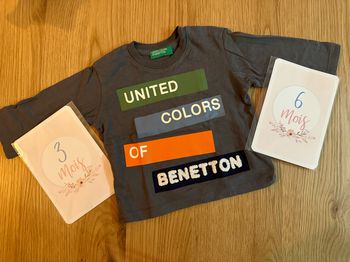 UNITED
COLORS
OF
BENETTON
3
mois
6
mois